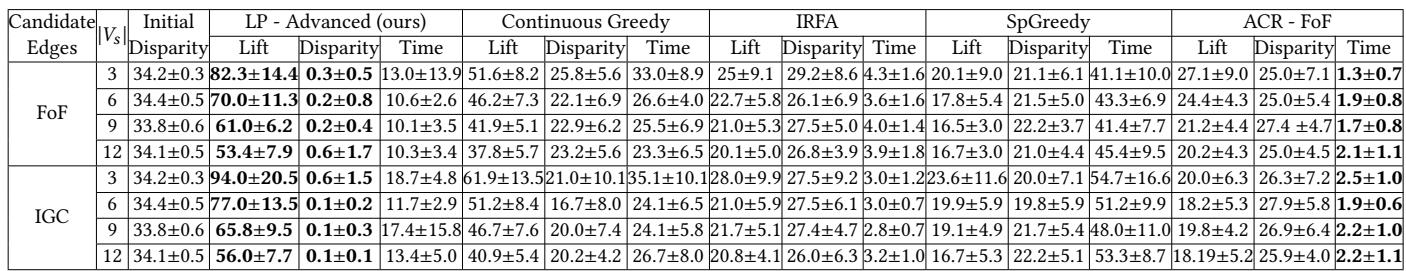 Candidate Edges |Vs| Initial Disparity LP - Advanced (ours) Continuous Greedy IRFA SpGreedy ACR - FoF
Lift Disparity Time Lift Disparity Time Lift Disparity Time Lift Disparity Time Lift Disparity Time
FoF
3 34.2±0.3 82.3±14.4 0.3±0.5 13.0±13.9 51.6±8.2 25.8±5.6 33.0±8.9 25±9.1 29.2±8.6 4.3±1.6 20.1±9.0 21.1±6.1 41.1±10.0 27.1±9.0 25.0±7.1 1.3±0.7
6 34.4±0.5 70.0±11.3 0.2±0.8 10.6±2.6 46.2±7.3 22.1±6.9 26.6±4.0 22.7±5.8 26.1±6.9 3.6±1.6 17.8±5.4 21.5±5.0 43.3±6.9 24.4±4.3 25.0±5.4 1.9±0.8
9 33.8±0.6 61.0±6.2 0.2±0.4 10.1±3.5 41.9±5.1 22.9±6.2 25.5±6.9 21.0±5.3 27.5±5.0 4.0±1.4 16.5±3.0 22.2±3.7 41.4±7.7 21.2±4.4 27.4 ±4.7 1.7±0.8
12 34.1±0.5 53.4±7.9 0.6±1.7 10.3±3.4 37.8±5.7 23.2±5.6 23.3±6.5 20.1±5.0 26.8±3.9 3.9±1.8 16.7±3.0 21.0±4.4 45.4±9.5 20.2±4.3 25.0±4.5 2.1±1.1
IGC
3 34.2±0.3 94.0±20.5 0.6±1.5 18.7±4.8 61.9±13.5 21.0±10.1 35.1±10.1 28.0±9.9 27.5±9.2 3.0±1.2 23.6±11.6 20.0±7.1 54.7±16.6 20.0±6.3 26.3±7.2 2.5±1.0
6 34.4±0.5 77.0±13.5 0.1±0.2 11.7±2.9 51.2±8.4 16.7±8.0 24.1±6.5 21.0±5.9 27.5±6.1 3.0±0.7 19.9±5.9 19.8±5.9 51.2±9.9 18.2±5.3 27.9±5.8 1.9±0.6
9 33.8±0.6 65.8±9.5 0.1±0.3 17.4±15.8 46.7±7.6 20.0±7.4 24.1±5.8 21.7±5.1 27.4±4.7 2.8±0.7 19.1±4.9 21.7±5.4 48.0±11.0 19.8±4.2 26.9±6.4 2.2±1.0
12 34.1±0.5 56.0±7.7 0.1±0.1 13.4±5.0 40.9±5.4 20.2±4.2 26.7±8.0 20.8±4.1 26.0±6.3 3.2±1.0 16.7±5.3 22.2±5.1 53.3±8.7 18.19±5.2 25.9±4.0 2.2±1.1